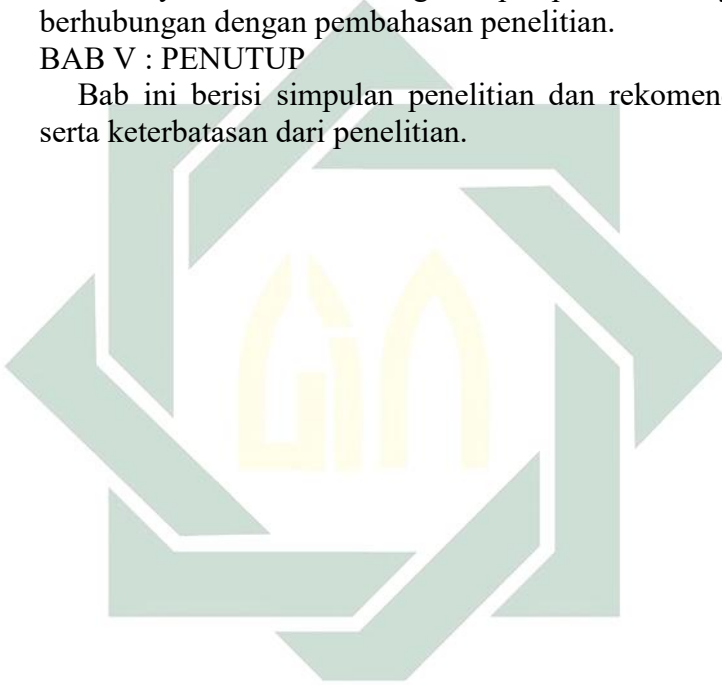 berhubungan dengan pembahasan penelitian.
BAB V : PENUTUP
Bab ini berisi simpulan penelitian dan rekomen
serta keterbatasan dari penelitian.